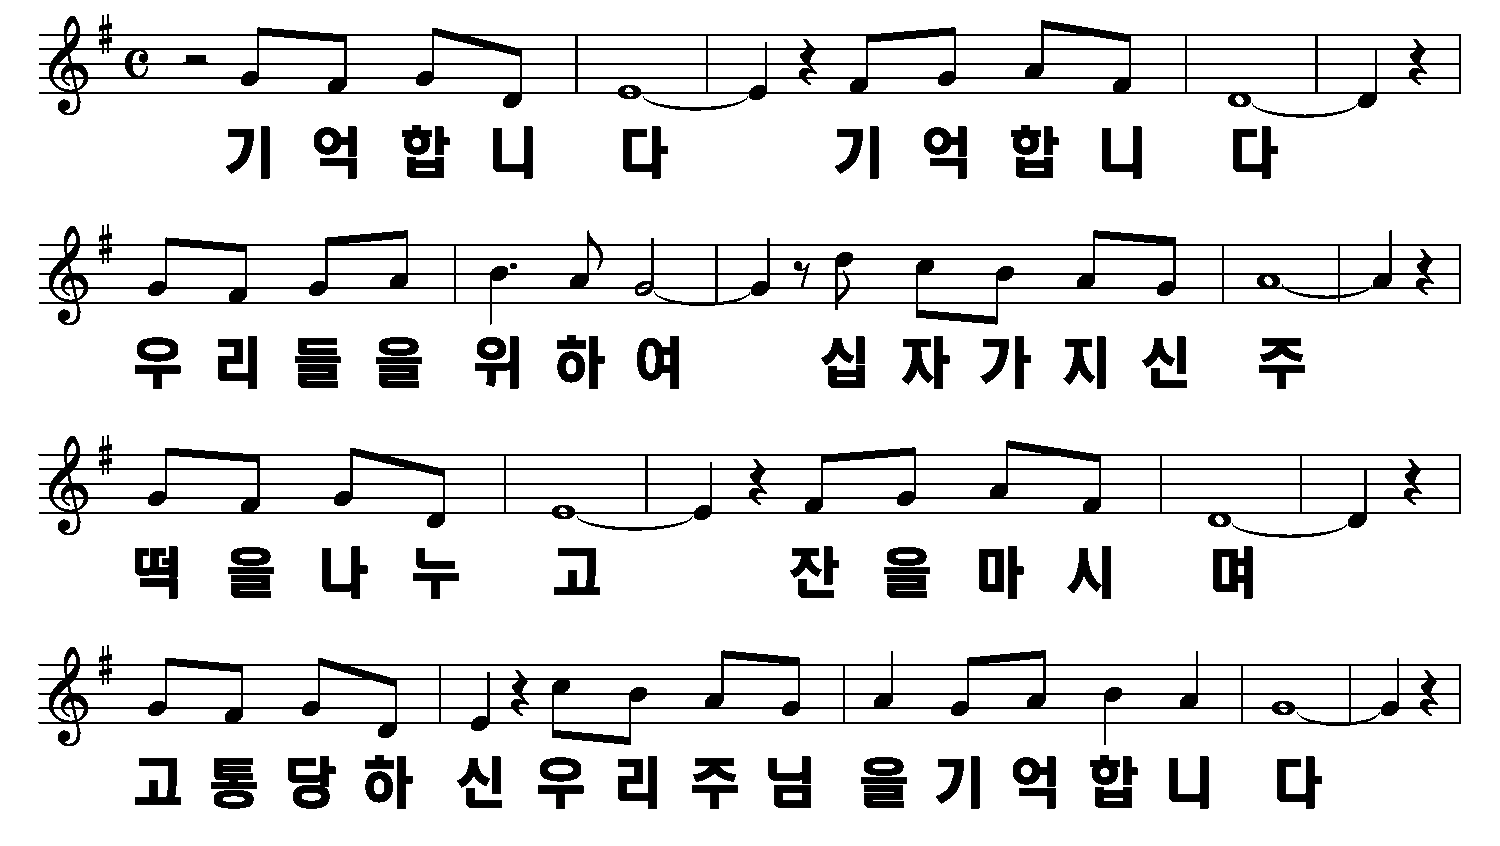 기억합니다 기억합니다
우리들을위하여 십자가지신주
떡을나누고 잔을마시며
고통당하신우리주님을기억합니다